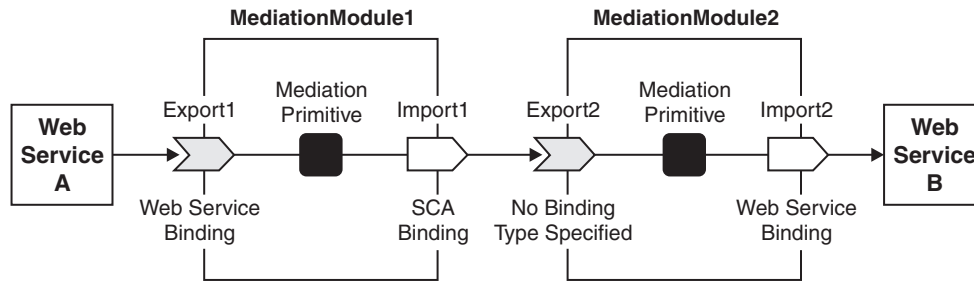 MediationModule1
MediationModule2
Web
Service
A
Export1
Mediation
Primitive
Import1
Export2
Mediation
Primitive
Import2
Web
Service
B
Web Service
Binding
SCA
Binding
No Binding
Type Specified
Web Service
Binding